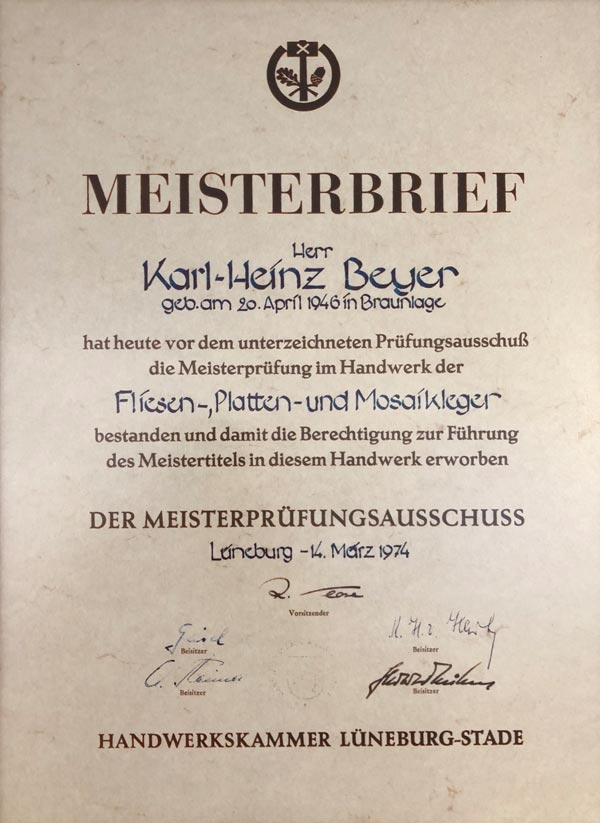 MEISTERBRIEF
Herr
Karl-Heinz Beyer
geb. am 20. April 1946 in Braunlage
hat heute vor dem unterzeichneten Prüfungsausschuß
die Meisterprüfung im Handwerk der
Fliesen-, Platten- und Mosaikleger
bestanden und damit die Berechtigung zur Führung
des Meistertitels in diesem Handwerk erworben
DER MEISTERPRÜFUNGSAUSSCHUSS
Lüneburg - 14. März 1974
Vorsitzender
Beisitzer
Beisitzer
Beisitzer
Beisitzer
HANDWERKSKAMMER LÜNEBURG-STADE